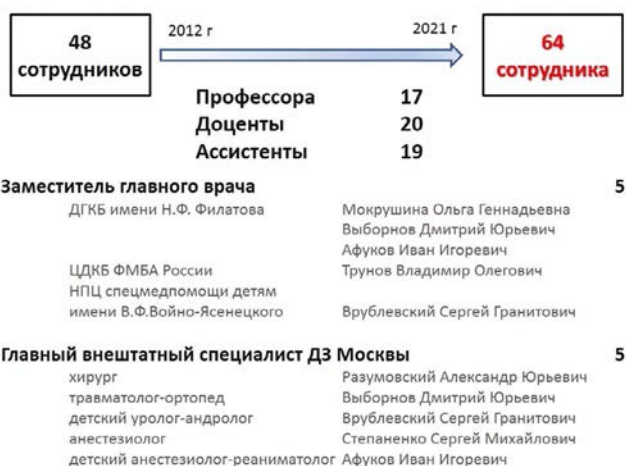 48
сотрудников
2012 г
2021 г
64
сотрудника
Профессора 17
Доценты 20
Ассистенты 19
Заместитель главного врача 5
ДГКБ имени Н.Ф. Филатова Мокрушина Ольга Геннадьевна
Выборнов Дмитрий Юрьевич
Афуков Иван Игоревич
ЦДКБ ФМБА России Трунов Владимир Олегович
НПЦ спецмедпомощи детям
имени В.Ф.Войно-Ясенецкого Врублевский Сергей Гранитович
Главный внештатный специалист ДЗ Москвы 5
хирург Разумовский Александр Юрьевич
травматолог-ортопед Выборнов Дмитрий Юрьевич
детский уролог-андролог Врублевский Сергей Гранитович
анестезиолог Степаненко Сергей Михайлович
детский анестезиолог-реаниматолог Афуков Иван Игоревич